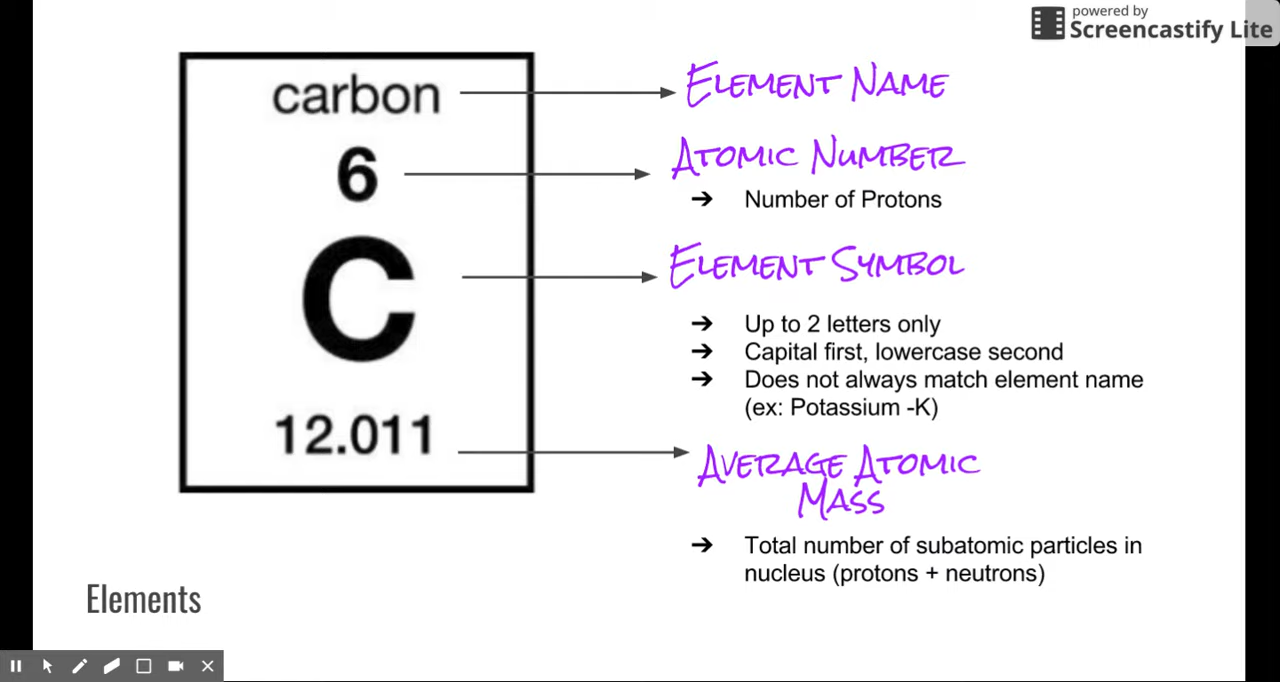 powered by
Screencastify Lite
carbon
Element Name
6
Atomic Number
➔ Number of Protons
C
Element Symbol
➔ Up to 2 letters only
➔ Capital first, lowercase second
➔ Does not always match element name
(ex: Potassium -K)
12.011
Average Atomic
Mass
➔ Total number of subatomic particles in
nucleus (protons + neutrons)
Elements